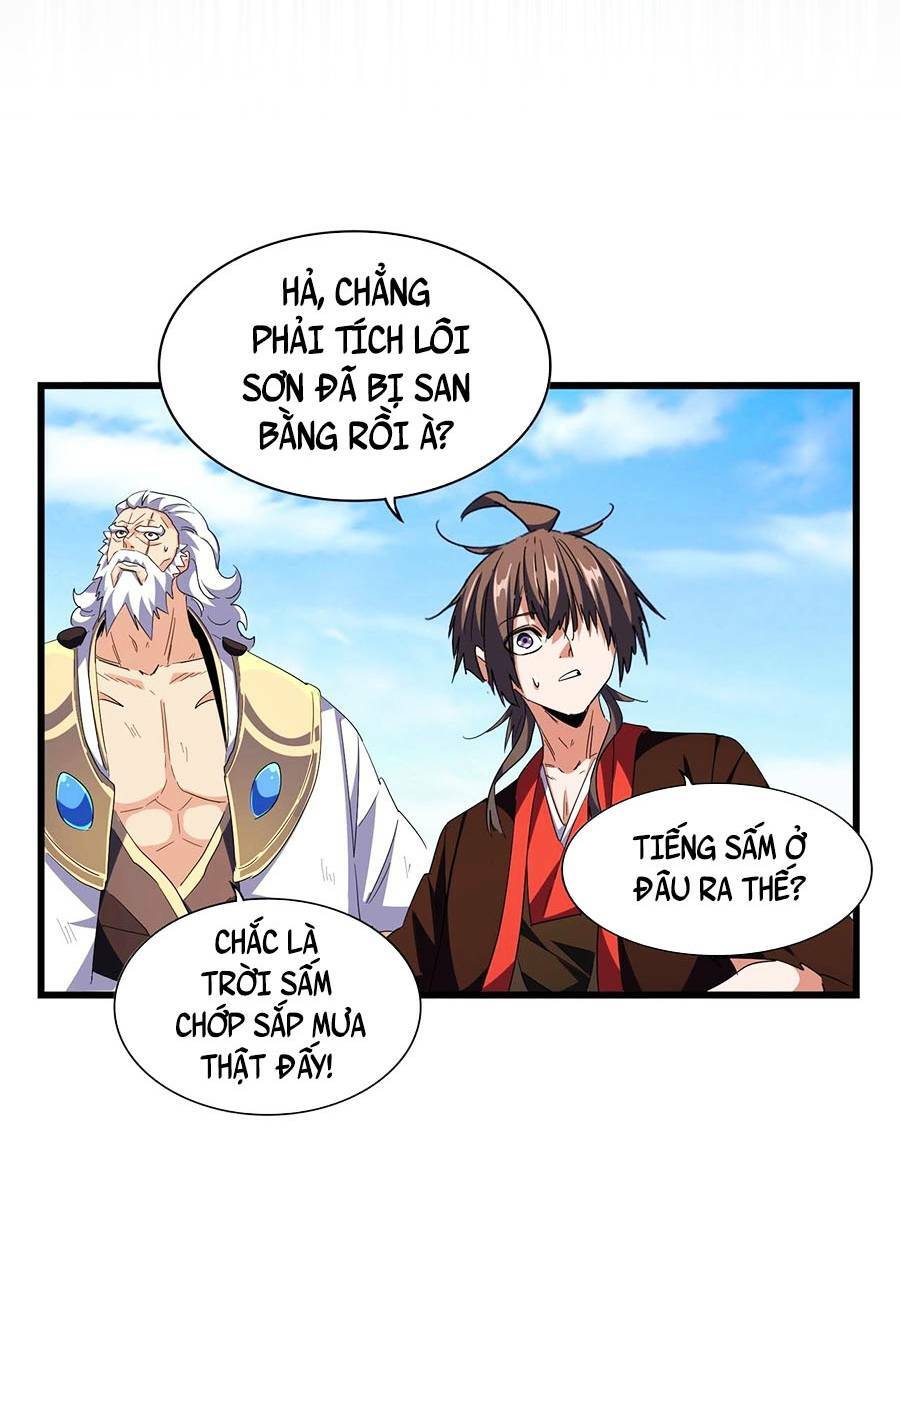 HẢ, CHẲNG
PHẢI TÍCH LÔI
SƠN ĐÃ BỊ SAN
BẰNG RỒI À?
TIẾNG SẤM Ở
ĐÂU RA THẾ?
CHẮC LÀ
TRỜI SẤM
CHỚP SẮP MƯA
THẬT ĐẤY!